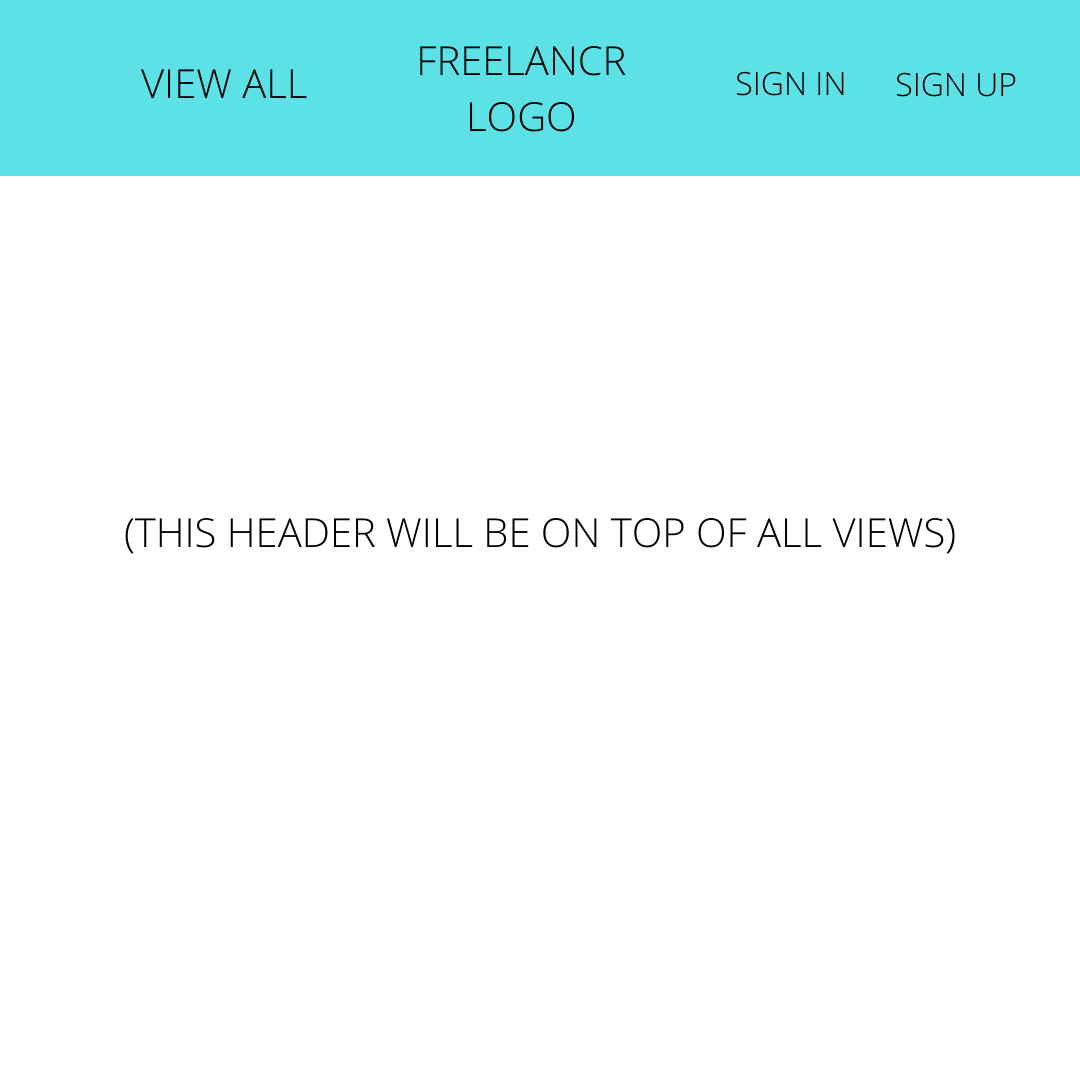 VIEW ALL
FREELANCR
LOGO
SIGN IN
SIGN UP
(THIS HEADER WILL BE ON TOP OF ALL VIEWS)